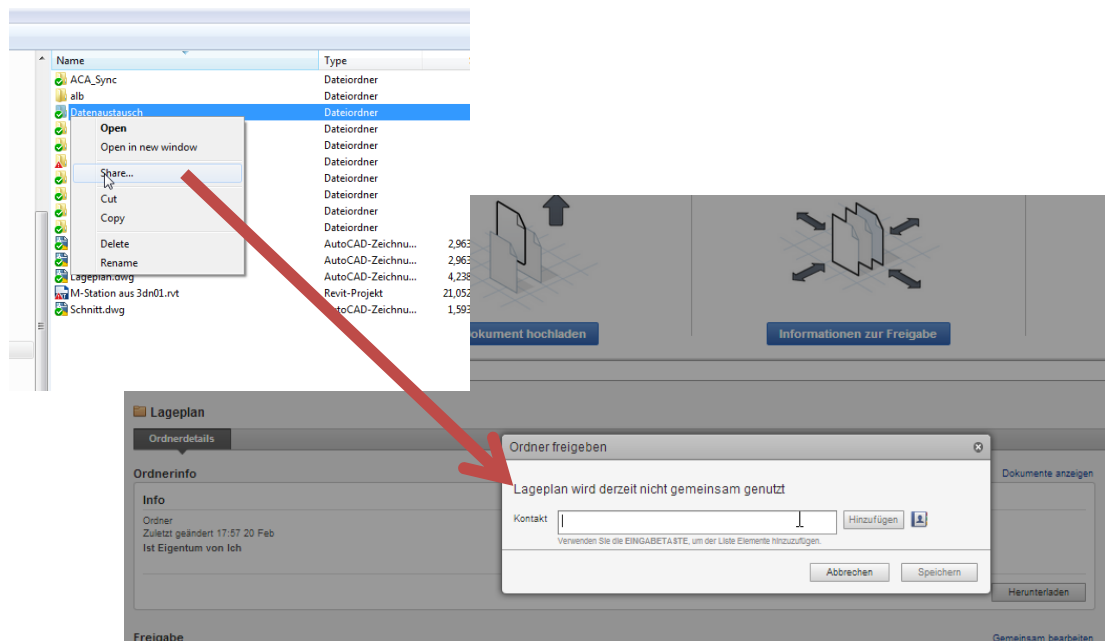 Name Type
ACA_Sync Dateiordner
alb Dateiordner
Datenaustausch Dateiordner
Open Dateiordner
Open in new window Dateiordner
Dateiordner
Share... Dateiordner
Cut Dateiordner
Copy Dateiordner
Dateiordner
Delete AutoCAD-Zeichnu... 2,963
Rename AutoCAD-Zeichnu... 2,963
Lageplan.dwg AutoCAD-Zeichnu... 4,238
M-Station aus 3dn01.rvt Revit-Projekt 21,052
Schnitt.dwg AutoCAD-Zeichnu... 1,593
hochladen
Informationen zur Freigabe
Lageplan
Ordnerdetails
Ordnerinfo
Dokumente anzeigen
Info
Ordner
Zuletzt geändert 17:57 20 Feb
Ist Eigentum von Ich
Ordner freigeben
Lageplan wird derzeit nicht gemeinsam genutzt
Kontakt
Hinzufügen
Verwenden Sie die EINGABETASTE, um der Liste Elemente hinzuzufügen.
Abbrechen Speichern
Herunterladen
Freigabe
Gemeinsam bearbeiten